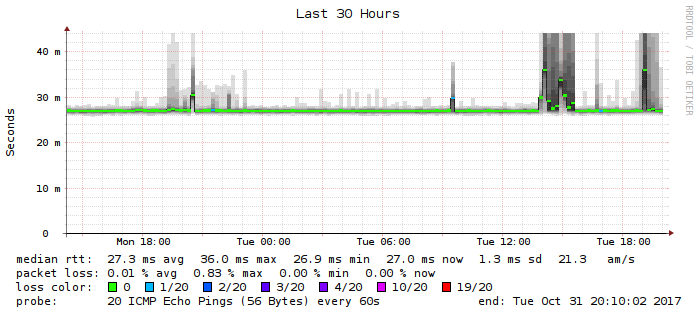 Last 30 Hours
RRDTOOL / TOBI OETIKER
Seconds
40 m
30 m
20 m
10 m
0
Mon 18:00 Tue 00:00 Tue 06:00 Tue 12:00 Tue 18:00
median rtt: 27.3 ms avg 36.0 ms max 26.9 ms min 27.0 ms now 1.3 ms sd 21.3 am/s
packet loss: 0.01 % avg 0.83 % max 0.00 % min 0.00 % now
loss color: 0 1/20 2/20 3/20 4/20 10/20 19/20
probe: 20 ICMP Echo Pings (56 Bytes) every 60s end: Tue Oct 31 20:10:02 2017